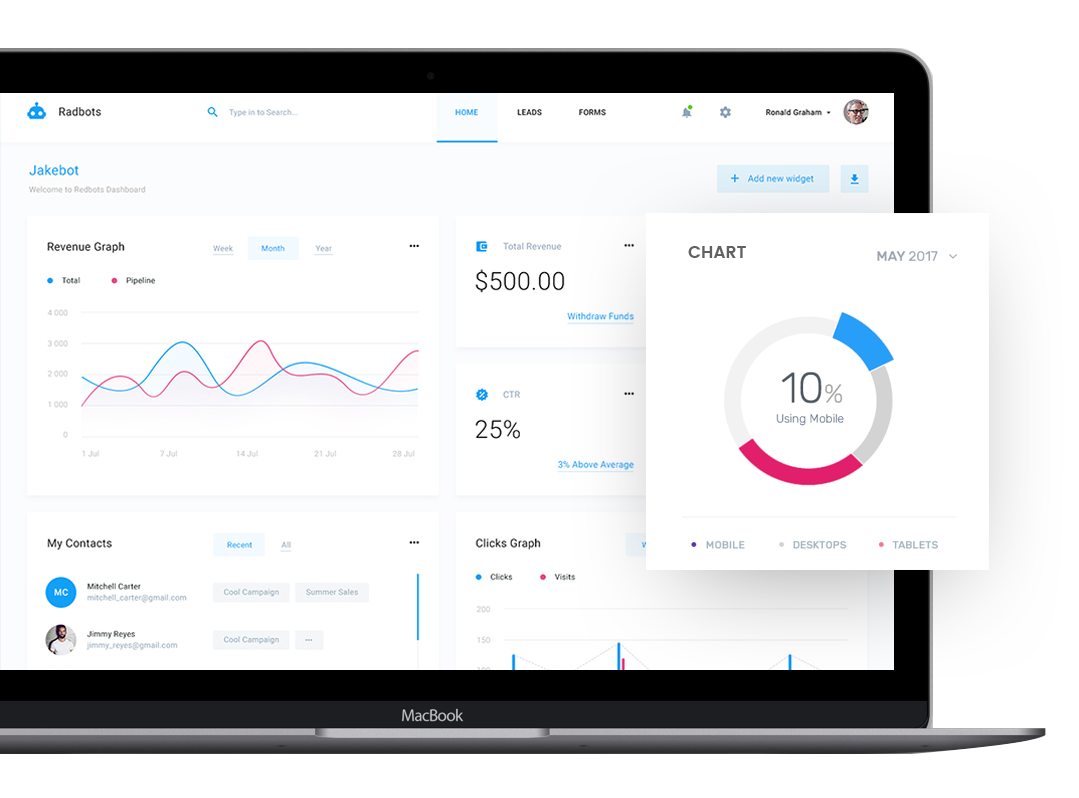 Radbots
Type in to Search...
HOME
LEADS
FORMS
Ronald Graham
Jakebot
Welcome to Redbots Dashboard
+ Add new widget
Revenue Graph
Week
Month
Year
Total
Pipeline
4 000
3 000
2 000
1 000
0
1 Jul
7 Jul
14 Jul
21 Jul
28 Jul
Total Revenue
$500.00
Withdraw Funds
CTR
25%
3% Above Average
CHART
MAY 2017
10%
Using Mobile
MOBILE
DESKTOPS
TABLETS
My Contacts
Recent
All
MC
Mitchell Carter
mitchell_carter@gmail.com
Cool Campaign
Summer Sales
Jimmy Reyes
jimmy_reyes@gmail.com
Cool Campaign
Clicks Graph
Clicks
Visits
200
150
MacBook